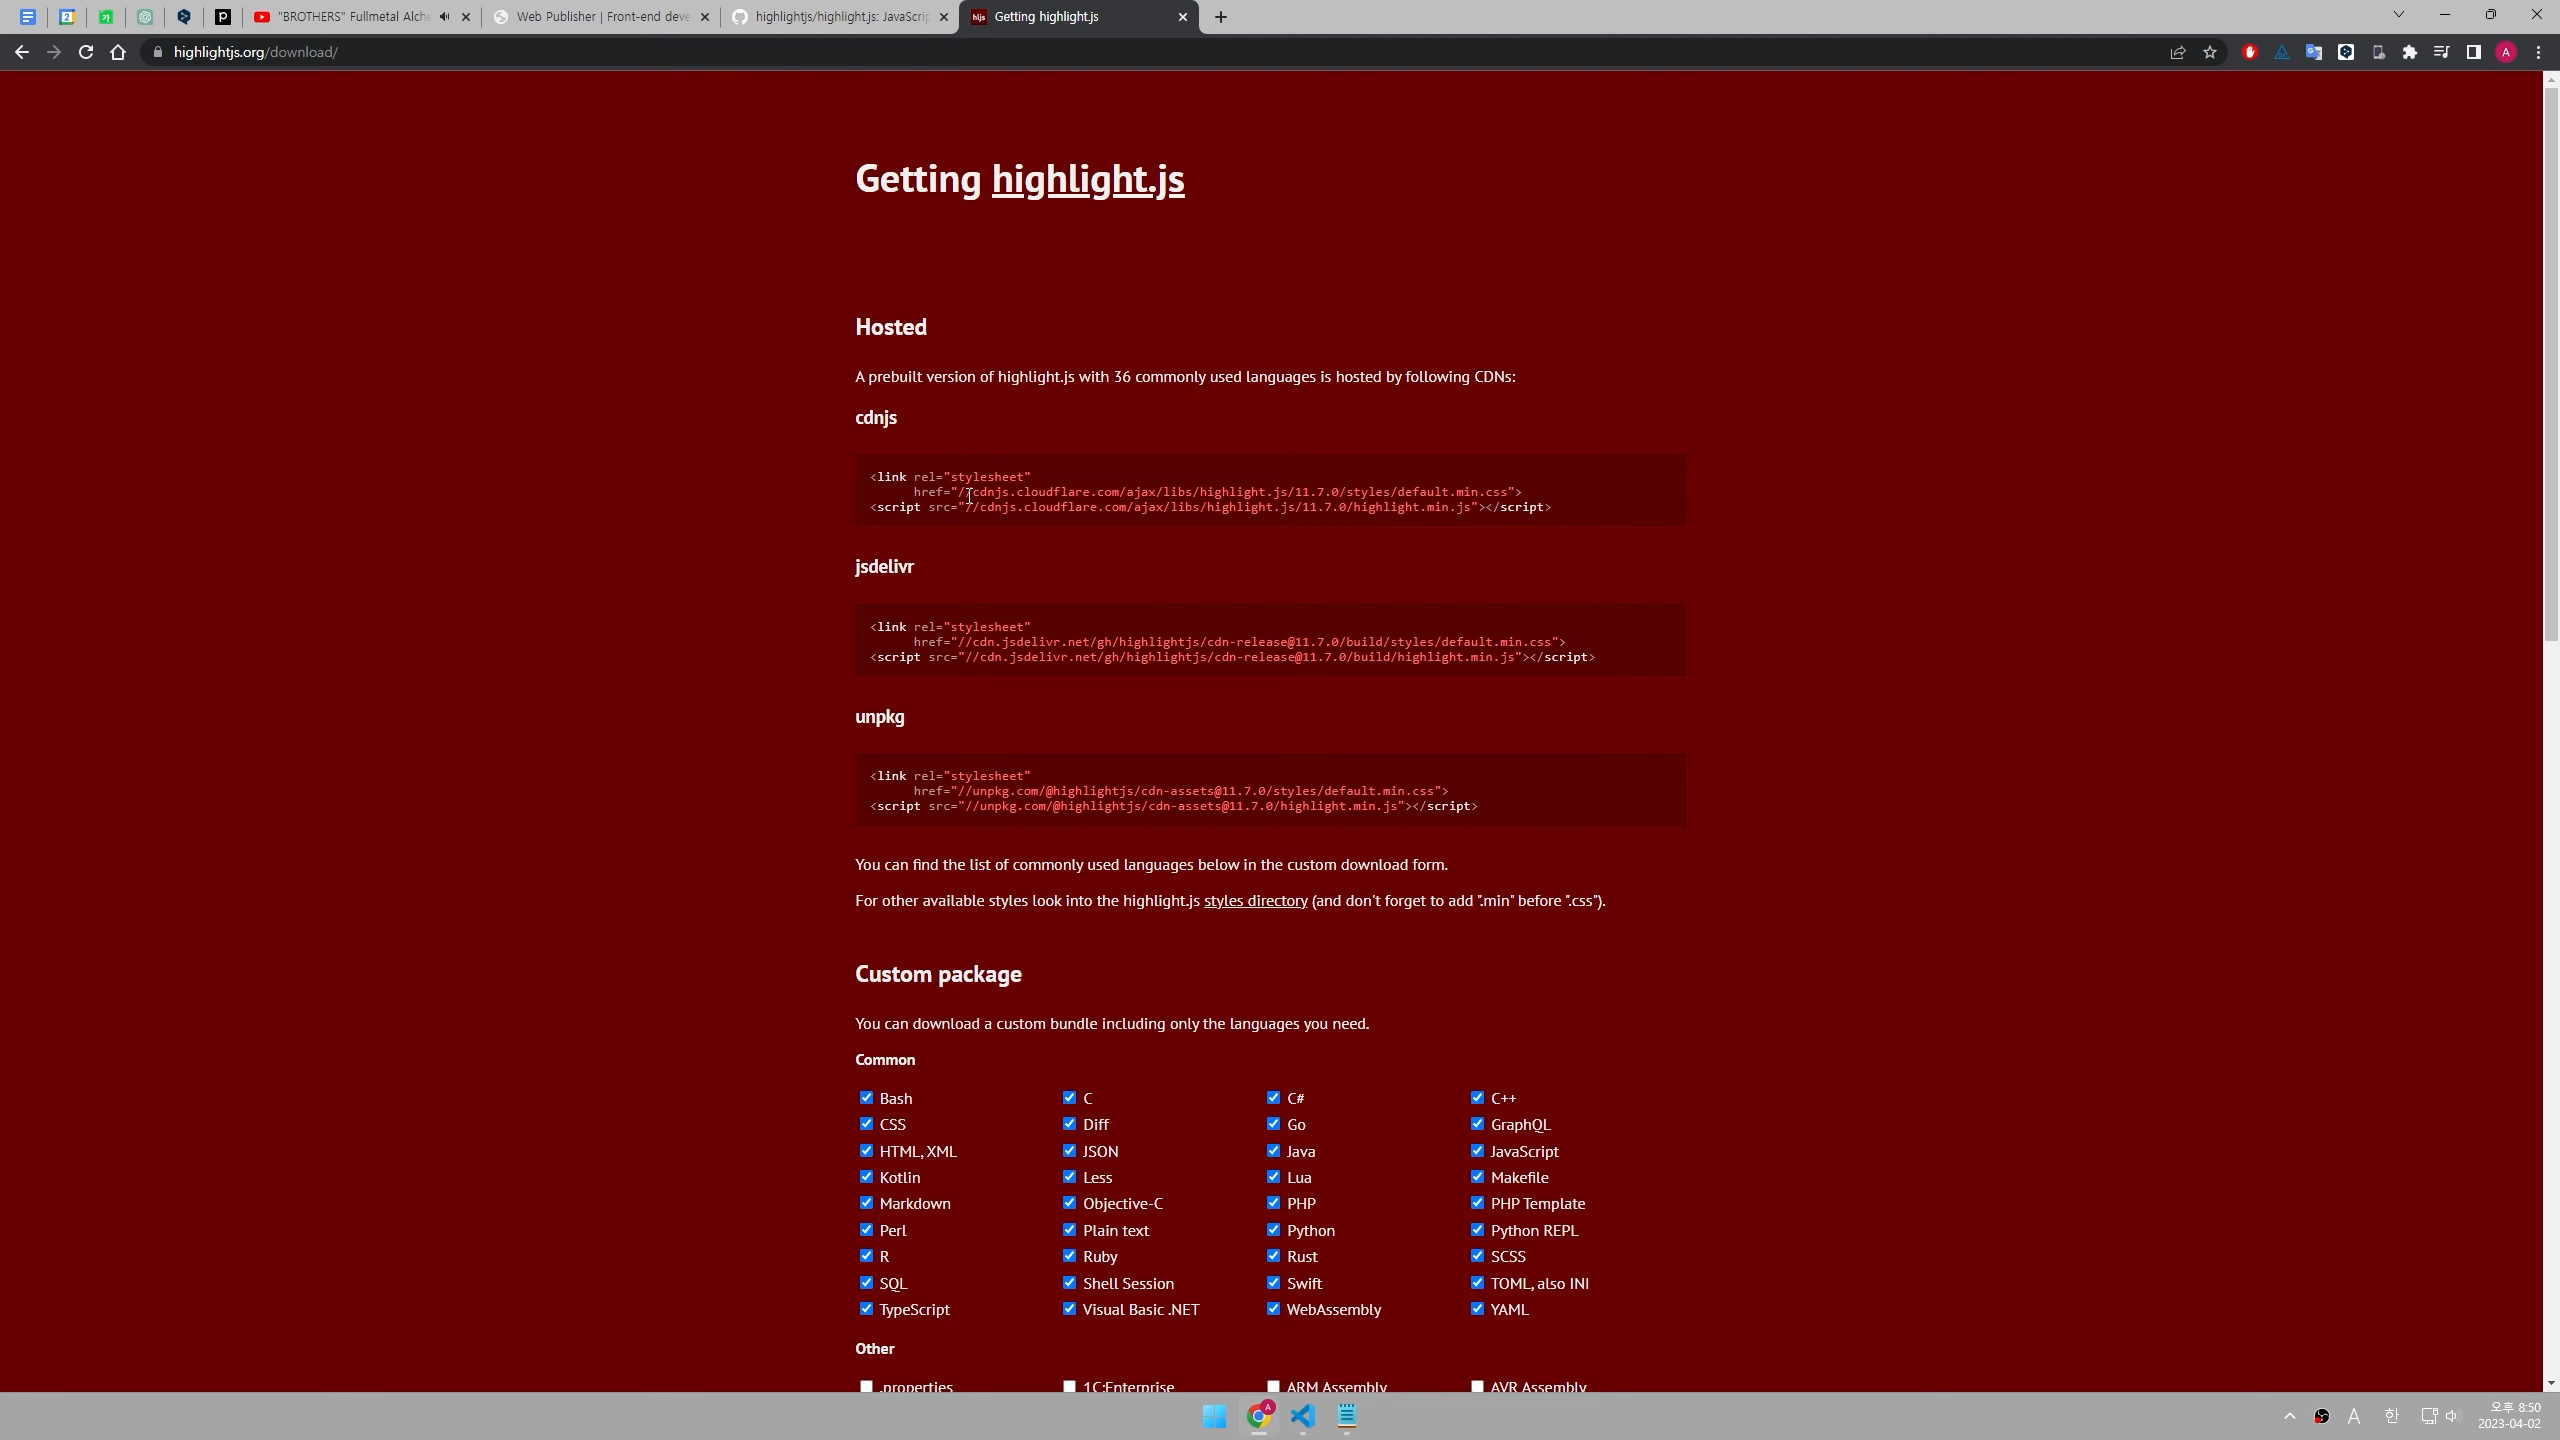 "BROTHERS" Fullmetal Alche
Web Publisher | Front-end deve
highlightjs/highlight.js: JavaScrip
hljs
Getting highlight.js
highlightjs.org/download/
A
Getting highlight.js
Hosted
A prebuilt version of highlight.js with 36 commonly used languages is hosted by following CDNs:
cdnjs
<link rel="stylesheet"
href="//cdnjs.cloudflare.com/ajax/libs/highlight.js/11.7.0/styles/default.min.css">
<script src="//cdnjs.cloudflare.com/ajax/libs/highlight.js/11.7.0/highlight.min.js"></script>
jsdelivr
<link rel="stylesheet"
href="//cdn.jsdelivr.net/gh/highlightjs/cdn-release@11.7.0/build/styles/default.min.css">
<script src="//cdn.jsdelivr.net/gh/highlightjs/cdn-release@11.7.0/build/highlight.min.js"></script>
unpkg
<link rel="stylesheet"
href="//unpkg.com/@highlightjs/cdn-assets@11.7.0/styles/default.min.css">
<script src="//unpkg.com/@highlightjs/cdn-assets@11.7.0/highlight.min.js"></script>
You can find the list of commonly used languages below in the custom download form.
For other available styles look into the highlight.js styles directory (and don't forget to add ".min" before ".css").
Custom package
You can download a custom bundle including only the languages you need.
Common
Bash C C# C++
CSS Diff Go GraphQL
HTML, XML JSON Java JavaScript
Kotlin Less Lua Makefile
Markdown Objective-C PHP PHP Template
Perl Plain text Python Python REPL
R Ruby Rust SCSS
SQL Shell Session Swift TOML, also INI
TypeScript Visual Basic .NET WebAssembly YAML
Other
.properties 1C:Enterprise ARM Assembly AVR Assembly
A
A 한
오후 8:50
2023-04-02